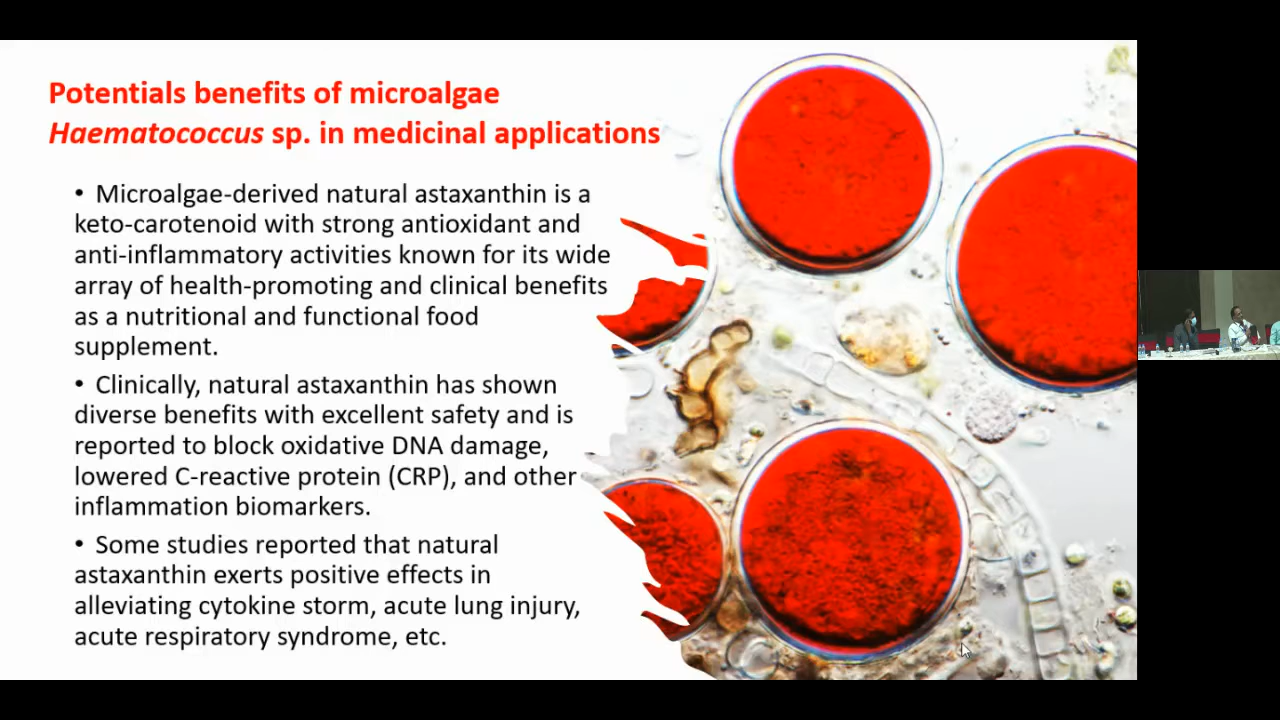 Potentials benefits of microalgae
Haematococcus sp. in medicinal applications
• Microalgae-derived natural astaxanthin is a
keto-carotenoid with strong antioxidant and
anti-inflammatory activities known for its wide
array of health-promoting and clinical benefits
as a nutritional and functional food
supplement.
• Clinically, natural astaxanthin has shown
diverse benefits with excellent safety and is
reported to block oxidative DNA damage,
lowered C-reactive protein (CRP), and other
inflammation biomarkers.
• Some studies reported that natural
astaxanthin exerts positive effects in
alleviating cytokine storm, acute lung injury,
acute respiratory syndrome, etc.